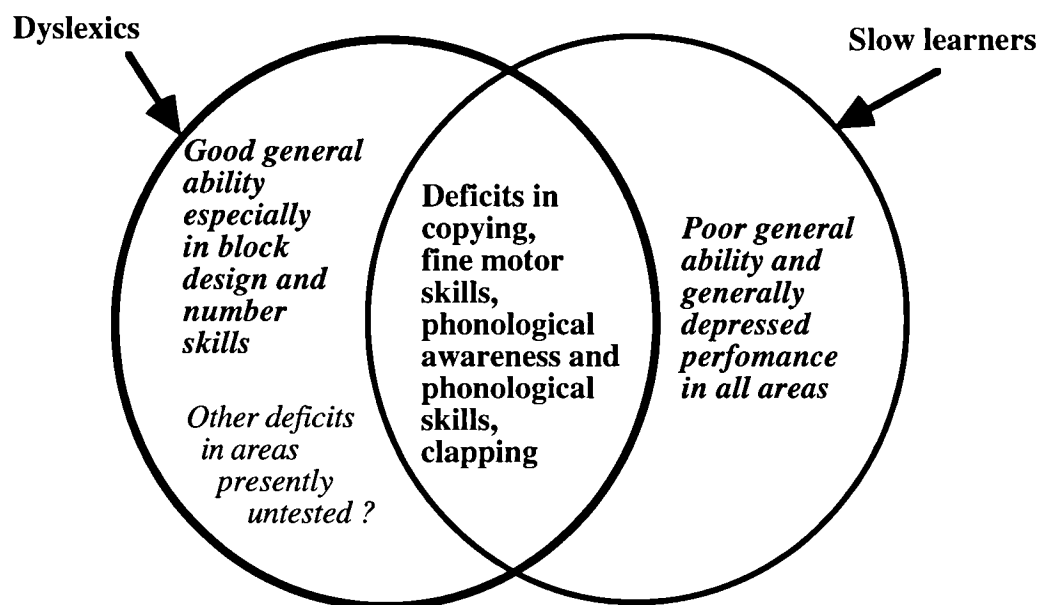 Dyslexics
Slow learners
Good general
ability
especially
in block
design and
number
skills
Other deficits
in areas
presently
untested ?
Deficits in
copying,
fine motor
skills,
phonological
awareness and
phonological
skills,
clapping
Poor general
ability and
generally
depressed
perfomance
in all areas